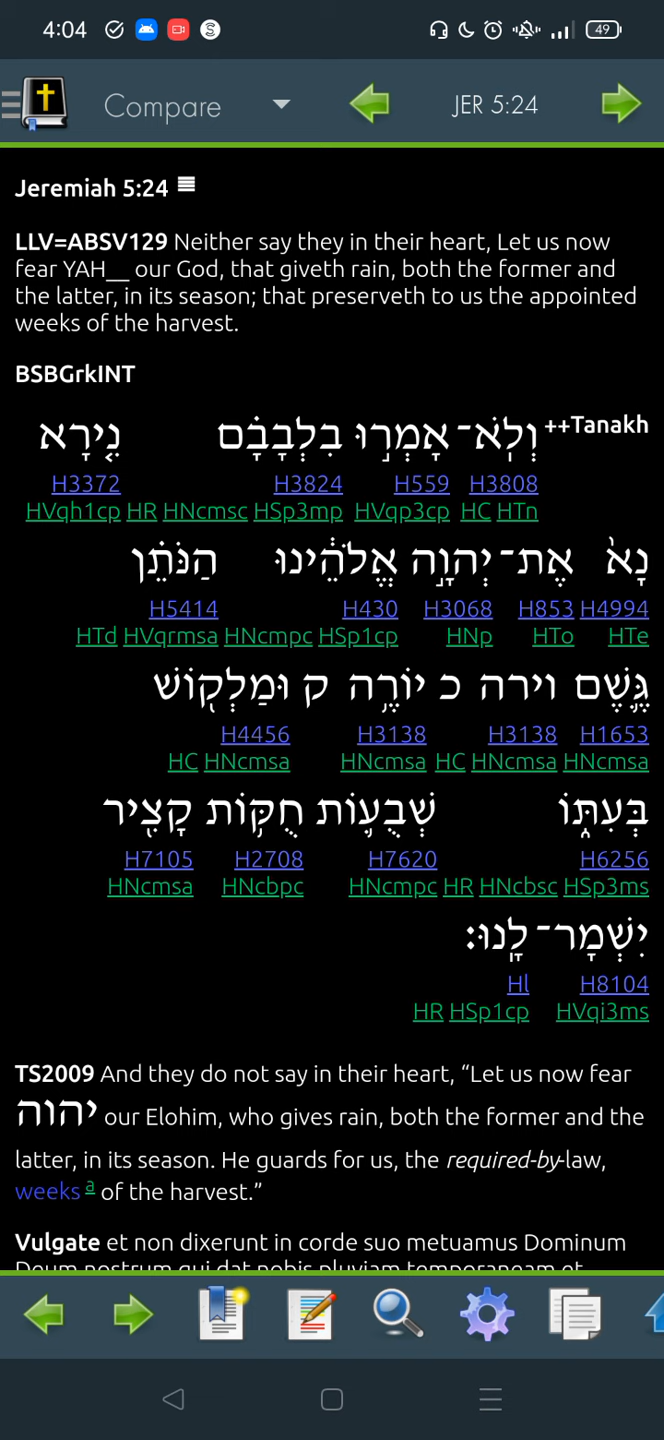 4:04
49
Compare
JER 5:24
Jeremiah 5:24
LLV=ABSV129 Neither say they in their heart, Let us now
fear YAH__ our God, that giveth rain, both the former and
the latter, in its season; that preserveth to us the appointed
weeks of the harvest.
BSBGrkINT
++Tanakh וְלֹֽא־ אָמְר֣וּ בִלְבָבָ֗ם נִ֤ירָא
H3372 H3824 H559 H3808
HVqh1cp HR HNcmsc HSp3mp HVqp3cp HC HTn
נָא֙ אֶת־ יְהוָ֣ה אֱלֹהֵ֔ינוּ הַנֹּתֵ֗ן
H5414 H430 H3068 H853 H4994
HTd HVqrmsa HNcmpc HSp1cp HNp HTo HTe
גֶּ֛שֶׁם וירה כ יוֹרֶ֥ה ק וּמַלְק֖וֹשׁ
H4456 H3138 H3138 H1653
HC HNcmsa HNcmsa HC HNcmsa HNcmsa
בְּעִתּ֑וֹ שְׁבֻע֛וֹת חֻקּ֥וֹת קָצִ֖יר
H7105 H2708 H7620 H6256
HNcmsa HNcbpc HNcmpc HR HNcbsc HSp3ms
יִשְׁמָר־ לָֽנוּ׃
Hl H8104
HR HSp1cp HVqi3ms
TS2009 And they do not say in their heart, “Let us now fear
יהוה our Elohim, who gives rain, both the former and the
latter, in its season. He guards for us, the required-by-law,
weeks a of the harvest.”
Vulgate et non dixerunt in corde suo metuamus Dominum
Deum nostrum qui dat nobis pluviam temporaneam et